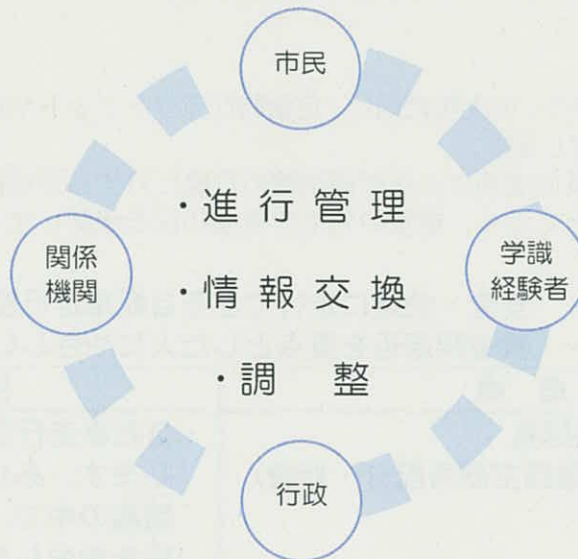 市民
・進行管理
関係
機関
・情報交換
学識
経験者
・調　整
行政